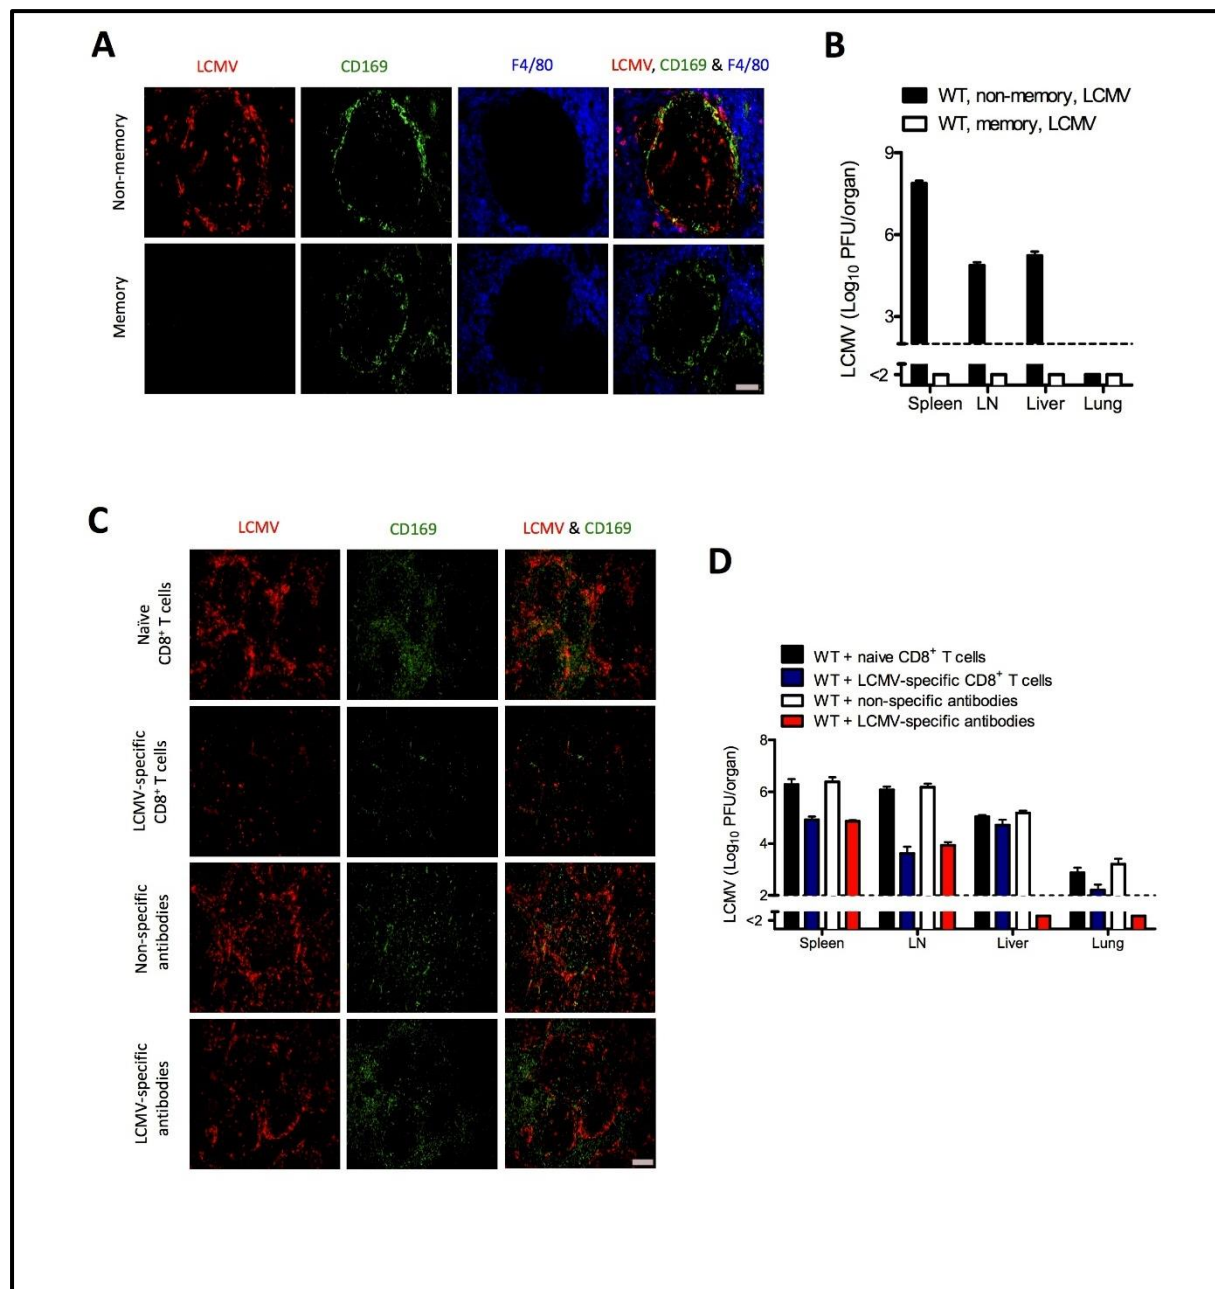 A
LCMV
CD169
F4/80
LCMV, CD169 & F4/80
Non-memory
Memory
B
WT, non-memory, LCMV
WT, memory, LCMV
LCMV (Log₁₀ PFU/organ)
9
6
3
<2
Spleen
LN
Liver
Lung
C
LCMV
CD169
LCMV & CD169
Naïve
CD8⁺ T cells
LCMV-specific
CD8⁺ T cells
Non-specific
antibodies
LCMV-specific
antibodies
D
WT + naive CD8⁺ T cells
WT + LCMV-specific CD8⁺ T cells
WT + non-specific antibodies
WT + LCMV-specific antibodies
LCMV (Log₁₀ PFU/organ)
8
6
4
2
<2
Spleen
LN
Liver
Lung